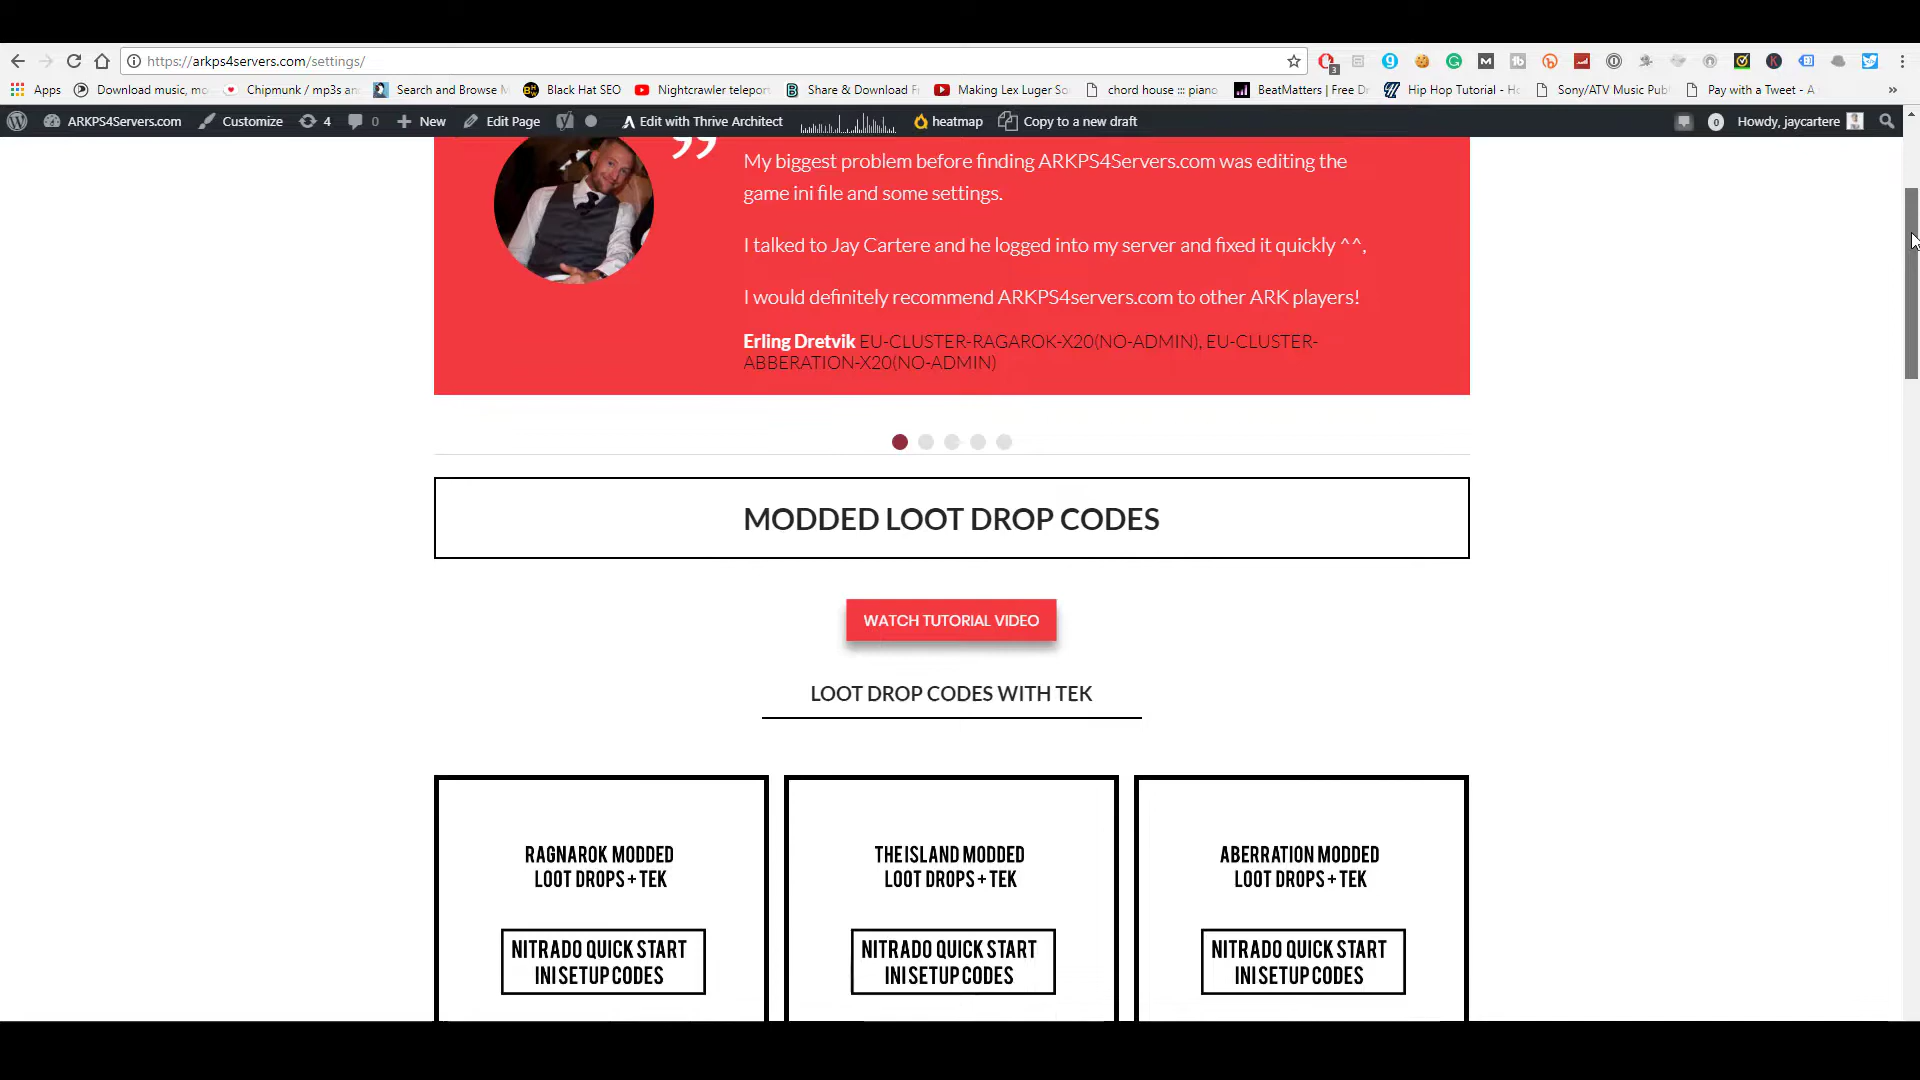 https://arkps4servers.com/settings/
3
Apps
Download music, mo
Chipmunk / mp3s an
Search and Browse M
Black Hat SEO
Nightcrawler teleport
Share & Download Fi
Making Lex Luger So
chord house ::: piano
BeatMatters | Free Dr
Hip Hop Tutorial - Ho
Sony/ATV Music Publ
Pay with a Tweet - A
»
ARKPS4Servers.com
Customize
4
0
New
Edit Page
Edit with Thrive Architect
heatmap
Copy to a new draft
0
Howdy, jaycartere
My biggest problem before finding ARKPS4Servers.com was editing the
game ini file and some settings.
I talked to Jay Cartere and he logged into my server and fixed it quickly ^^,
I would definitely recommend ARKPS4servers.com to other ARK players!
Erling Dretvik EU-CLUSTER-RAGAROK-X20(NO-ADMIN), EU-CLUSTER-
ABBERATION-X20(NO-ADMIN)
MODDED LOOT DROP CODES
WATCH TUTORIAL VIDEO
LOOT DROP CODES WITH TEK
RAGNAROK MODDED
LOOT DROPS + TEK
NITRADO QUICK START
INI SETUP CODES
THE ISLAND MODDED
LOOT DROPS + TEK
NITRADO QUICK START
INI SETUP CODES
ABERRATION MODDED
LOOT DROPS + TEK
NITRADO QUICK START
INI SETUP CODES